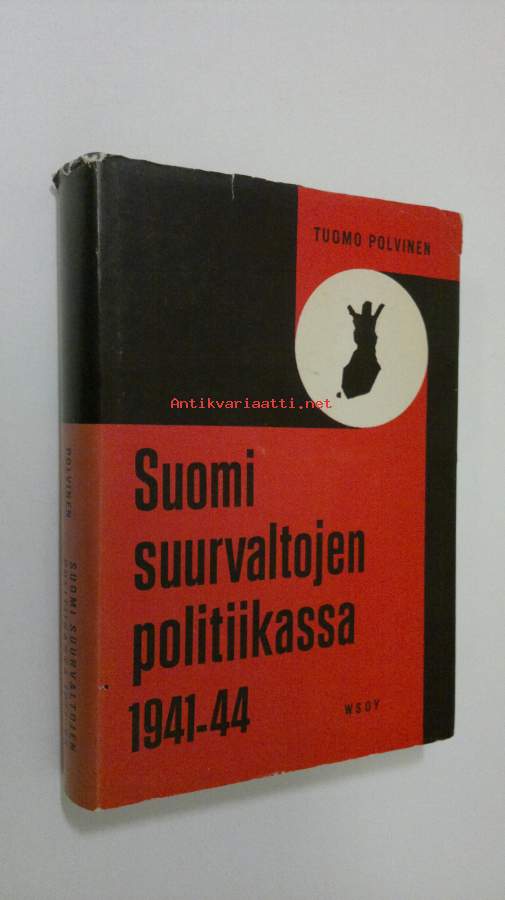 TUOMO POLVINEN
Antikvariaatti.net
Suomi
suurvaltojen
politiikassa
1941-44
WSOY
POLVINEN
SUOMI SUURVALTOJEN